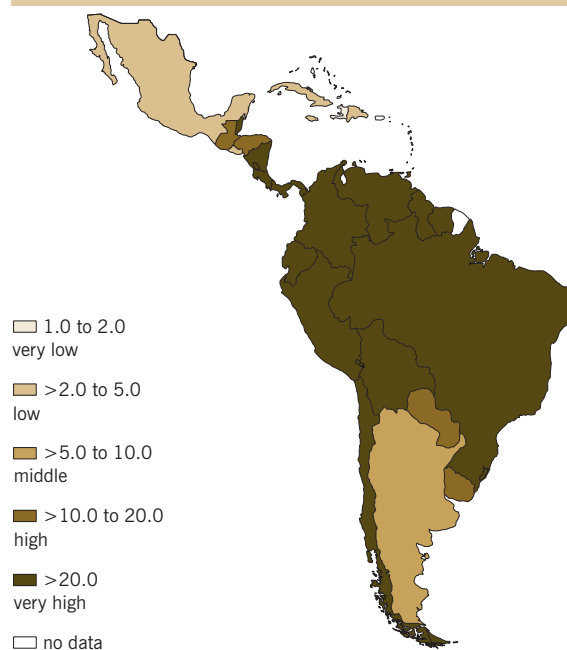 1.0 to 2.0
very low
>2.0 to 5.0
low
>5.0 to 10.0
middle
>10.0 to 20.0
high
>20.0
very high
no data